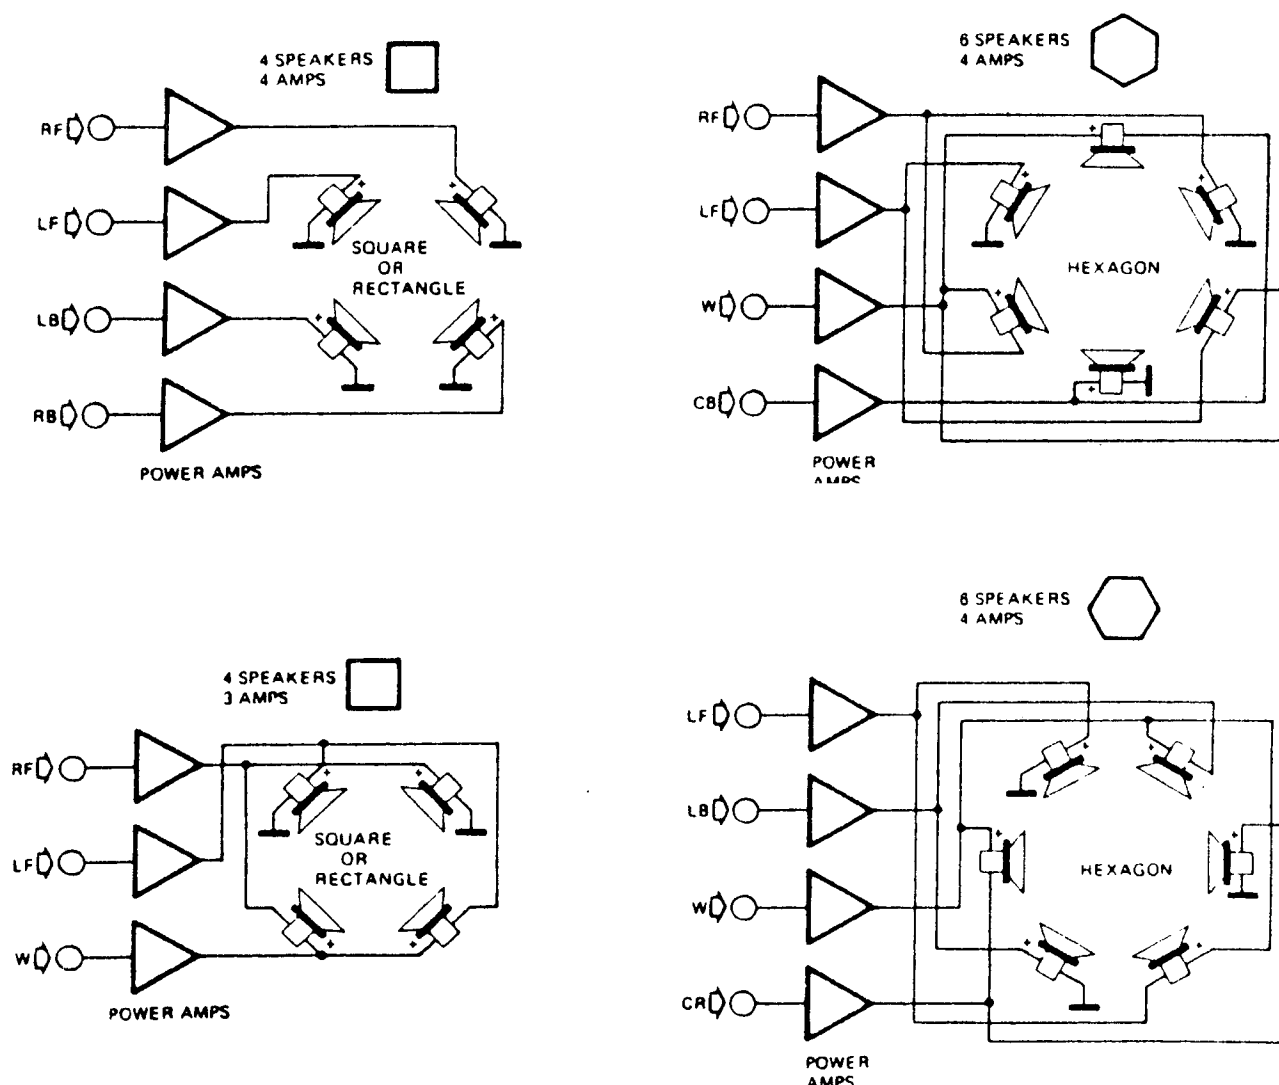 4 SPEAKERS
4 AMPS
RF
LF
LB
RB
+
+
+
+
SQUARE
OR
RECTANGLE
POWER AMPS
6 SPEAKERS
4 AMPS
RF
LF
W
CB
+
+
+
+
+
+
HEXAGON
POWER
AMPS
4 SPEAKERS
3 AMPS
RF
LF
W
+
+
+
+
SQUARE
OR
RECTANGLE
POWER AMPS
6 SPEAKERS
4 AMPS
LF
LB
W
CR
+
+
+
+
+
+
HEXAGON
POWER
AMPS